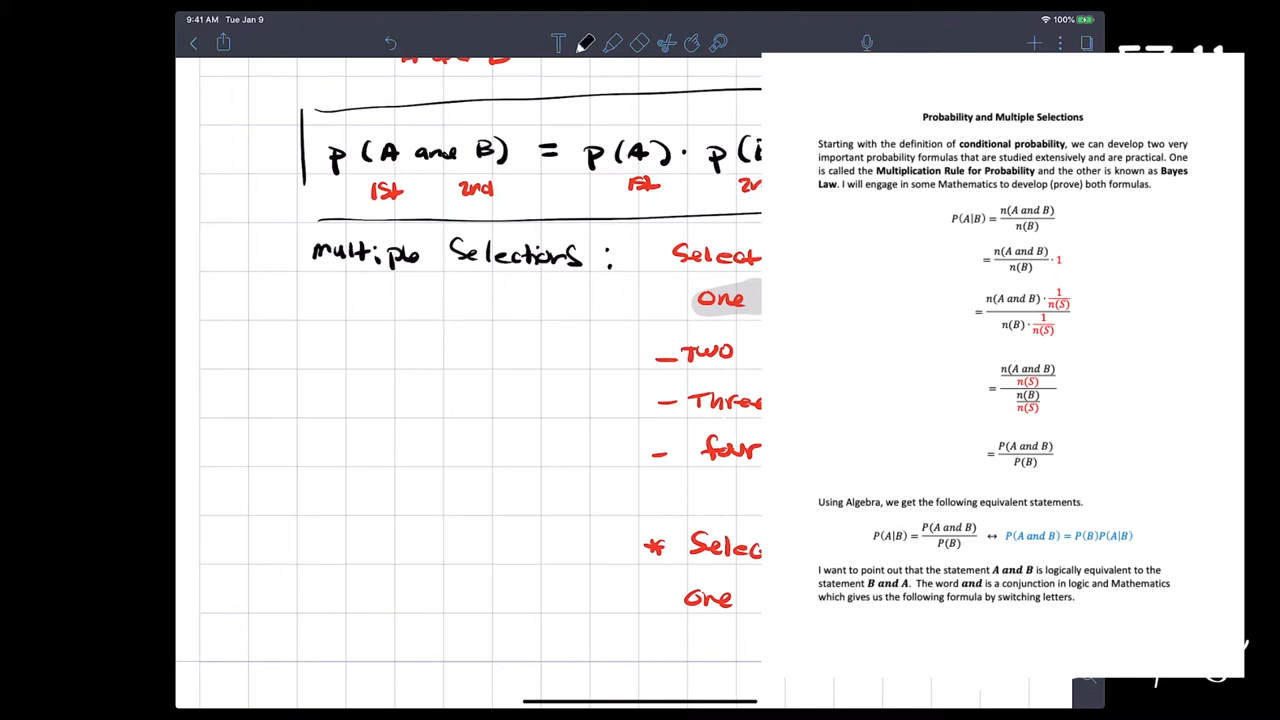 9:41 AM Tue Jan 9
100%
p (A and B) = p(A) · p(
1st 2nd 1st 2n
Multiple Selections :
Select
One
– TWO
– Three
– four
* Selec
One
Probability and Multiple Selections
Starting with the definition of conditional probability, we can develop two very
important probability formulas that are studied extensively and are practical. One
is called the Multiplication Rule for Probability and the other is known as Bayes
Law. I will engage in some Mathematics to develop (prove) both formulas.
P(A|B) = n(A and B) / n(B)
= n(A and B) / n(B) · 1
= n(A and B) · 1/n(S) / n(B) · 1/n(S)
= n(A and B)/n(S) / n(B)/n(S)
= P(A and B) / P(B)
Using Algebra, we get the following equivalent statements.
P(A|B) = P(A and B) / P(B) ↔ P(A and B) = P(B)P(A|B)
I want to point out that the statement A and B is logically equivalent to the
statement B and A. The word and is a conjunction in logic and Mathematics
which gives us the following formula by switching letters.